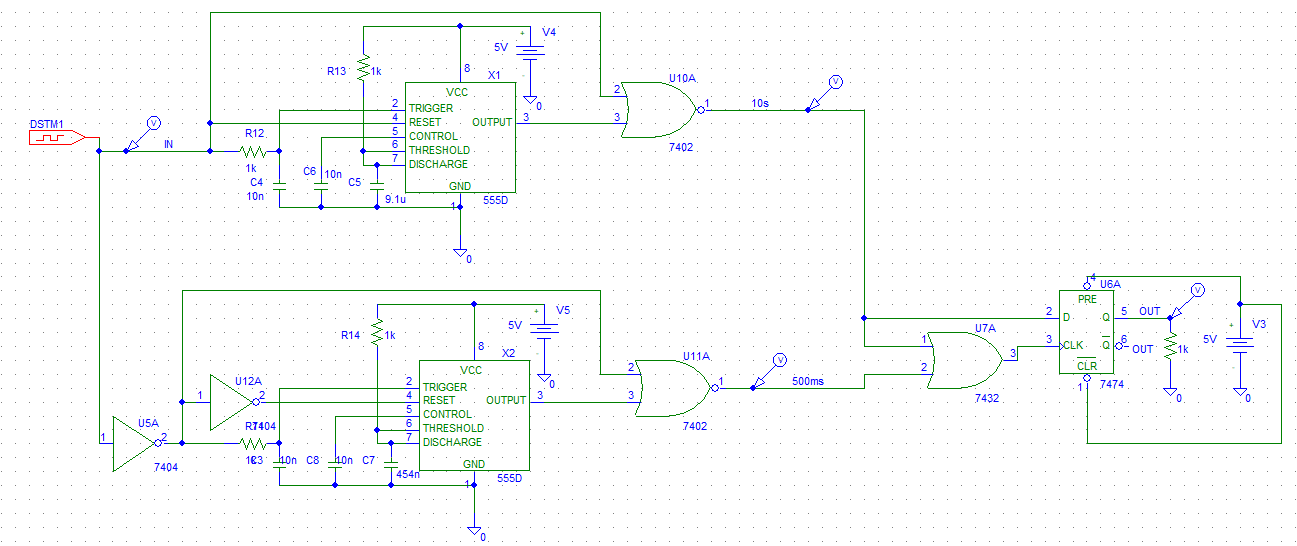 DSTM1
V
IN
R12
1k
C4
10n
C6
10n
C5
9.1u
R13
1k
V4
5V
+
-
0
8
X1
VCC
2
TRIGGER
4
RESET
5
CONTROL
6
THRESHOLD
7
DISCHARGE
OUTPUT
3
GND
1
555D
0
U10A
2
3
1
7402
10s
V
R14
1k
V5
5V
+
-
0
8
X2
VCC
2
TRIGGER
4
RESET
5
CONTROL
6
THRESHOLD
7
DISCHARGE
OUTPUT
3
GND
1
555D
0
U5A
1
2
7404
U12A
1
2
7404
C3
10n
C8
10n
C7
454n
U11A
2
3
1
7402
500ms
V
U7A
1
2
3
7432
U6A
4
PRE
2
D
Q
5
OUT
3
CLK
Q
6
OUT
CLR
1
7474
V
1k
0
V3
5V
+
-
0